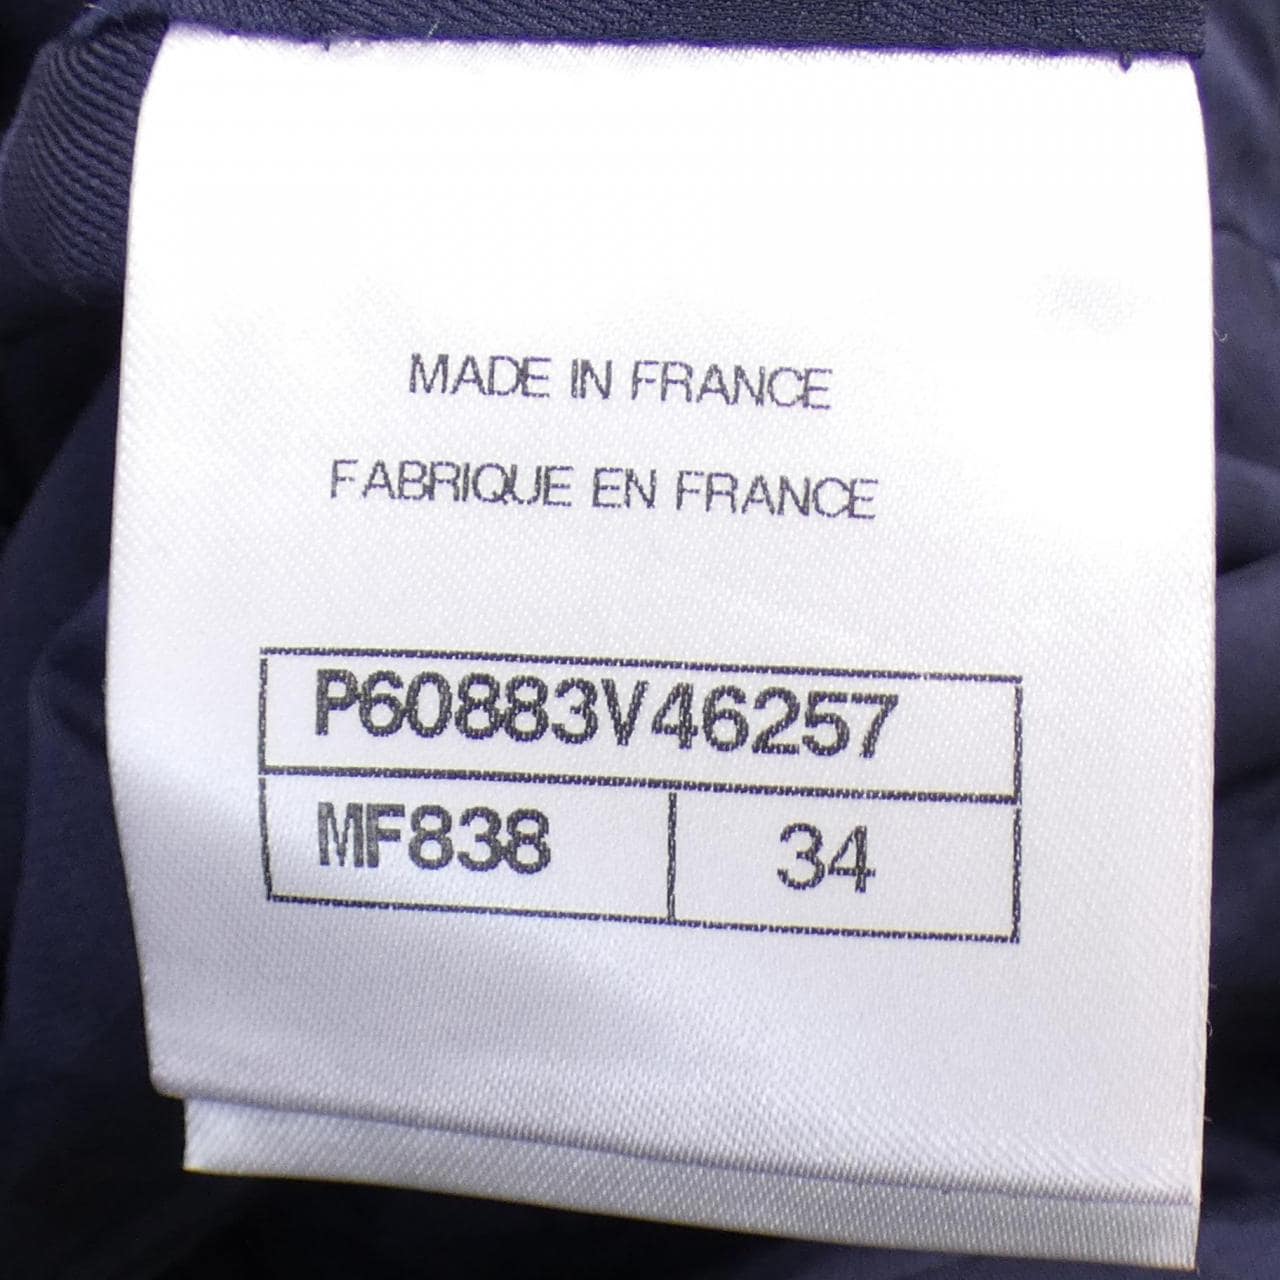 MADE IN FRANCE
FABRIQUE EN FRANCE
P60883V46257
MF838 34